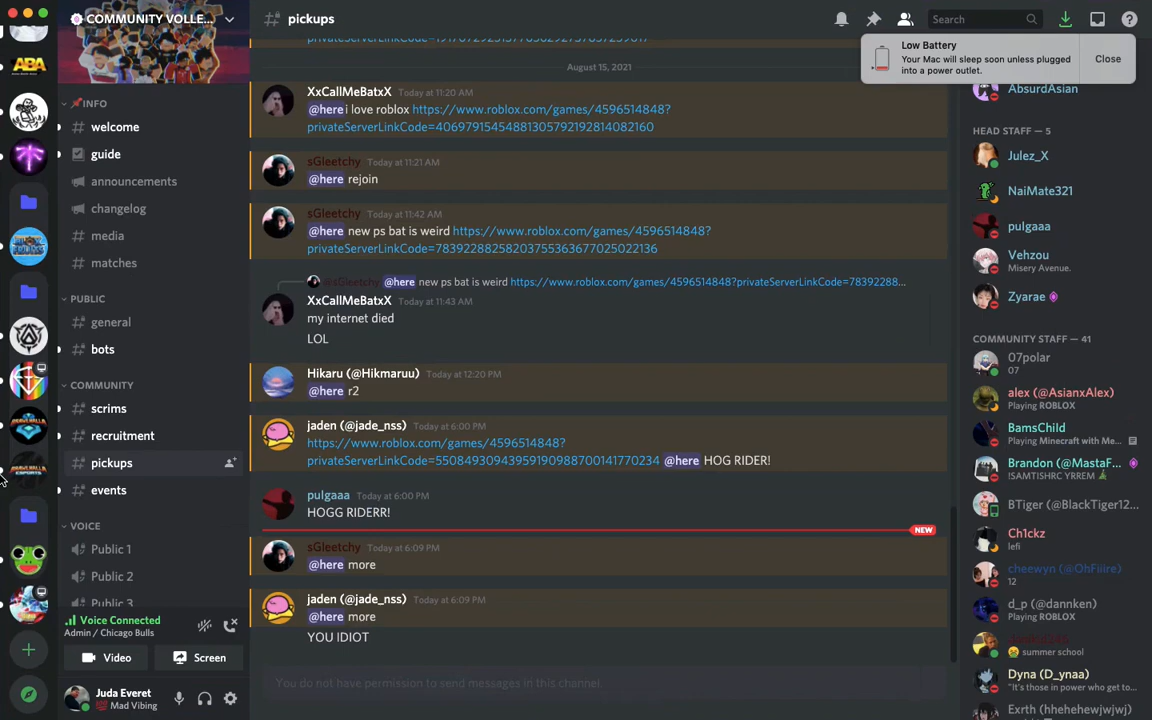 COMMUNITY VOLLE...
pickups
Search
Low Battery
Your Mac will sleep soon unless plugged
into a power outlet.
Close
ABA
INFO
welcome
guide
announcements
changelog
media
matches
PUBLIC
general
bots
COMMUNITY
scrims
recruitment
pickups
events
VOICE
Public 1
Public 2
Public 3
Voice Connected
Admin / Chicago Bulls
Video
Screen
Juda Everet
Mad Vibing
August 15, 2021
XxCallMeBatxX Today at 11:20 AM
@here i love roblox https://www.roblox.com/games/4596514848?
privateServerLinkCode=40697915454881305792192814082160
sGleetchy Today at 11:21 AM
@here rejoin
sGleetchy Today at 11:42 AM
@here new ps bat is weird https://www.roblox.com/games/4596514848?
privateServerLinkCode=78392288258203755363677025022136
@sGleetchy @here new ps bat is weird https://www.roblox.com/games/4596514848?privateServerLinkCode=78392288...
XxCallMeBatxX Today at 11:43 AM
my internet died
LOL
Hikaru (@Hikmaruu) Today at 12:20 PM
@here r2
jaden (@jade_nss) Today at 6:00 PM
https://www.roblox.com/games/4596514848?
privateServerLinkCode=55084930943959190988700141770234 @here HOG RIDER!
pulgaaa Today at 6:00 PM
HOGG RIDERR!
NEW
sGleetchy Today at 6:09 PM
@here more
jaden (@jade_nss) Today at 6:09 PM
@here more
YOU IDIOT
You do not have permission to send messages in this channel.
AbsurdAsian
HEAD STAFF — 5
Julez_X
NaiMate321
pulgaaa
Vehzou
Misery Avenue.
Zyarae
COMMUNITY STAFF — 41
07polar
07
alex (@AsianxAlex)
Playing ROBLOX
BamsChild
Playing Minecraft with Me...
Brandon (@MastaF...
!SAMTISHRC YRREM
BTiger (@BlackTiger12...
Ch1ckz
lefi
cheewyn (@OhFiiire)
12
d_p (@dannken)
Playing ROBLOX
summer school
Dyna (D_ynaa)
"It's those in power who get to...
Exrth (hhehehewjwjwj)